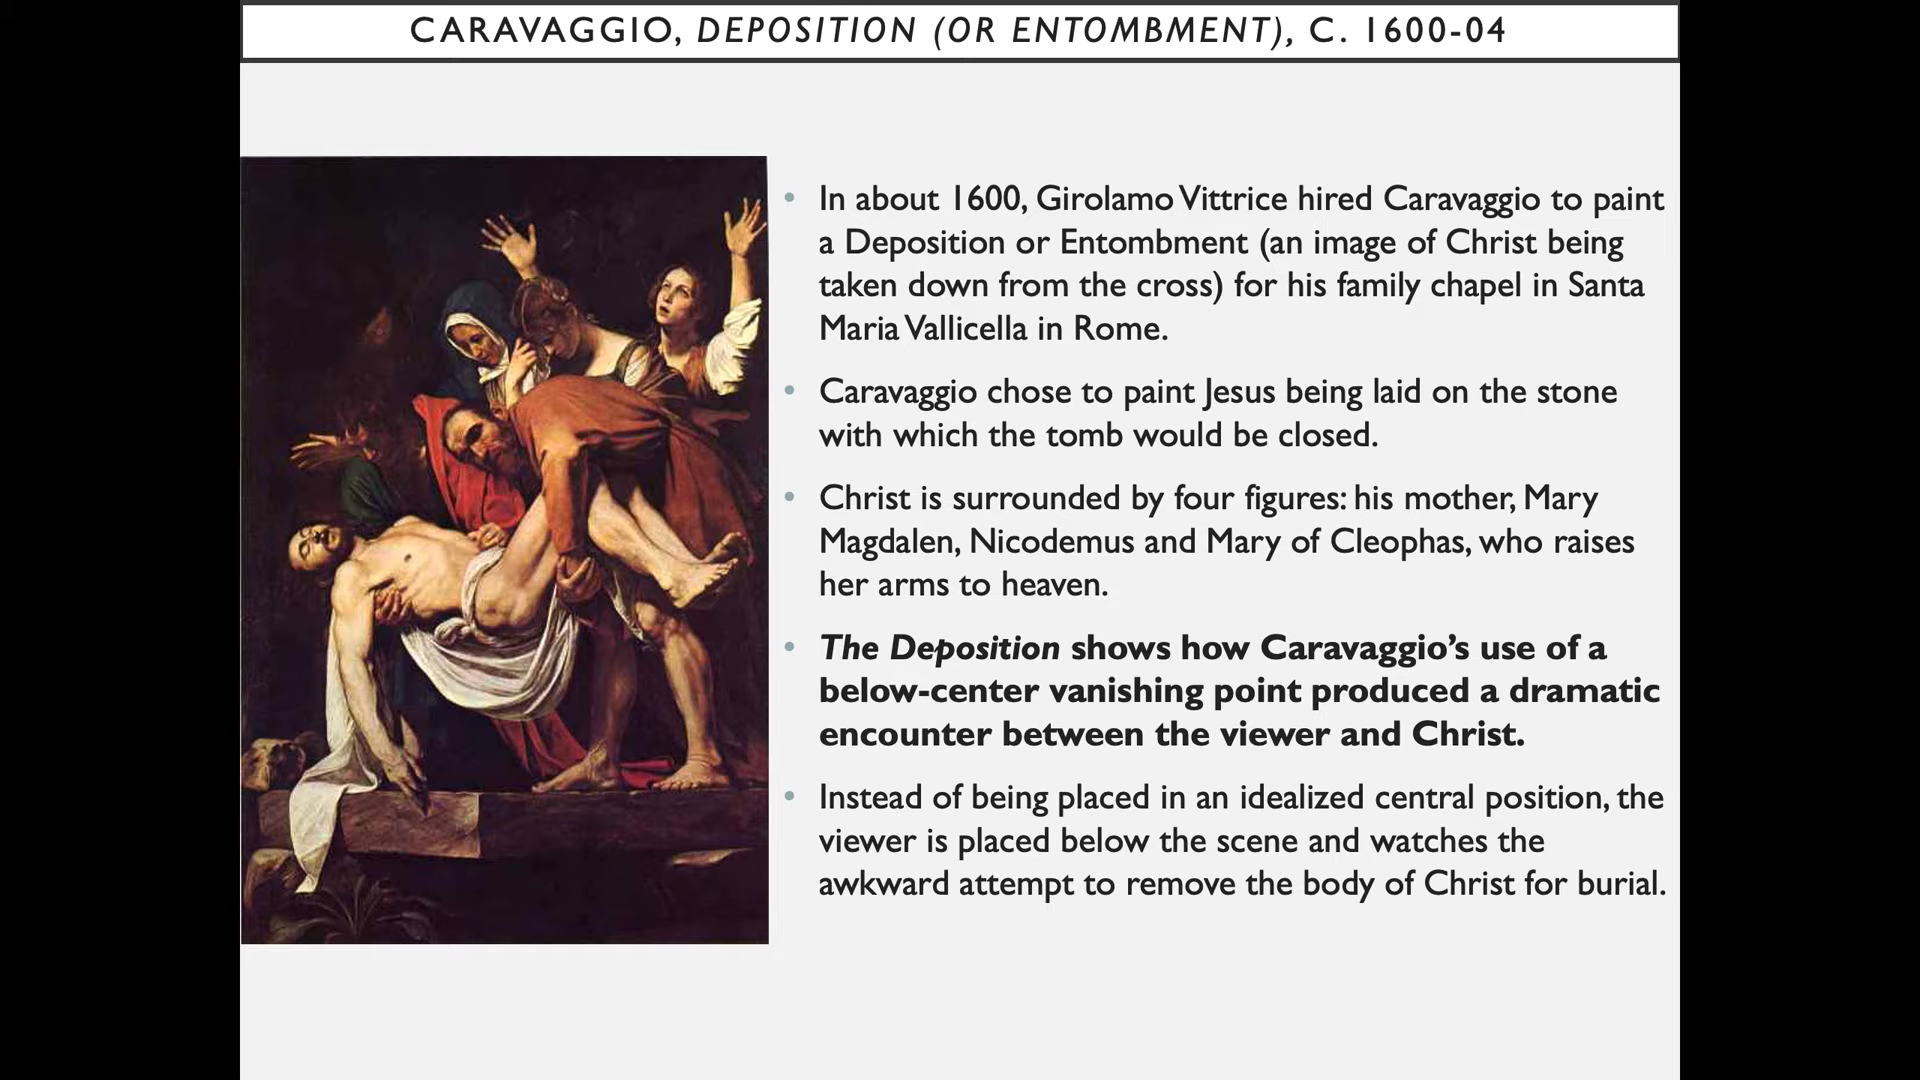 CARAVAGGIO, DEPOSITION (OR ENTOMBMENT), C. 1600-04
• In about 1600, Girolamo Vittrice hired Caravaggio to paint
a Deposition or Entombment (an image of Christ being
taken down from the cross) for his family chapel in Santa
Maria Vallicella in Rome.
• Caravaggio chose to paint Jesus being laid on the stone
with which the tomb would be closed.
• Christ is surrounded by four figures: his mother, Mary
Magdalen, Nicodemus and Mary of Cleophas, who raises
her arms to heaven.
• The Deposition shows how Caravaggio’s use of a
below-center vanishing point produced a dramatic
encounter between the viewer and Christ.
• Instead of being placed in an idealized central position, the
viewer is placed below the scene and watches the
awkward attempt to remove the body of Christ for burial.